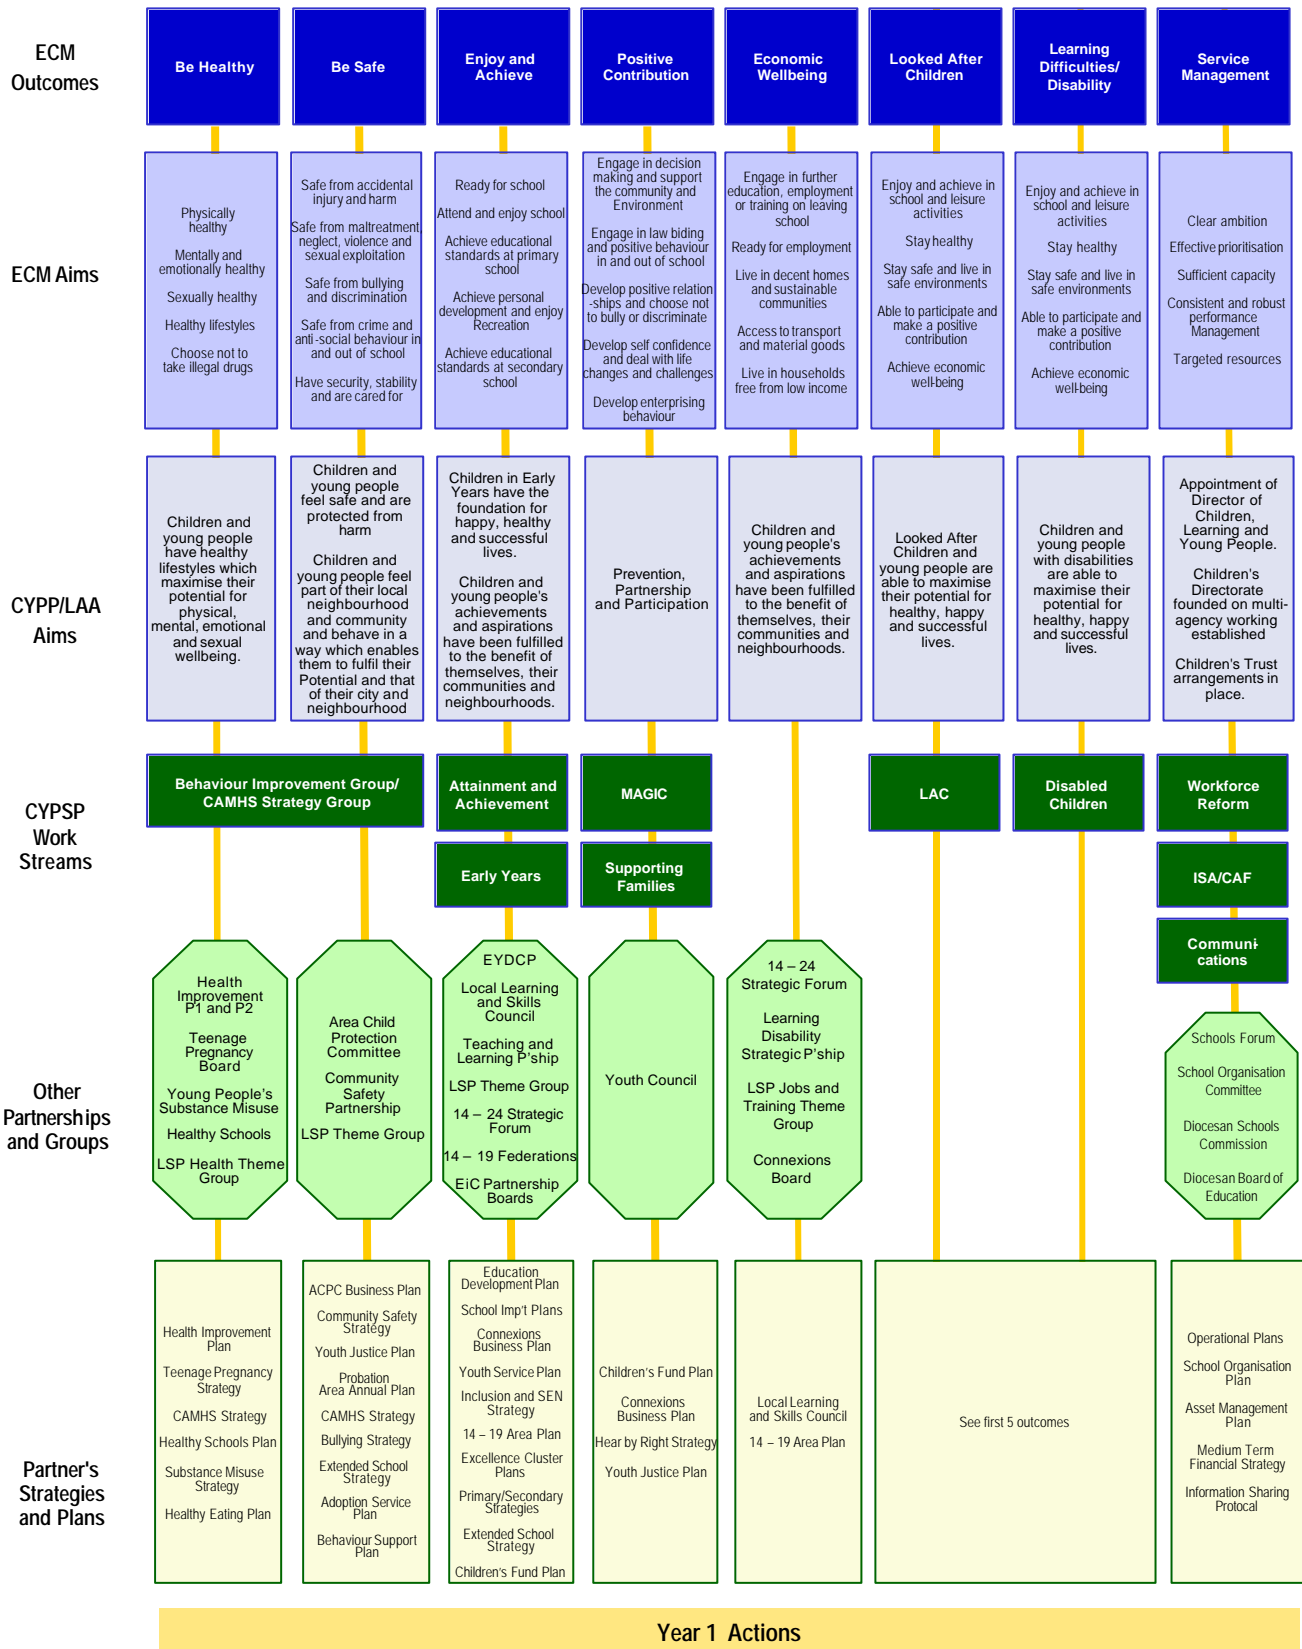 ECM
Outcomes
Be Healthy
Be Safe
Enjoy and
Achieve
Positive
Contribution
Economic
Wellbeing
Looked After
Children
Learning
Difficulties/
Disability
Service
Management
ECM Aims
Physically
healthy
Mentally and
emotionally healthy
Sexually healthy
Healthy lifestyles
Choose not to
take illegal drugs
Safe from accidental
injury and harm
Safe from maltreatment,
neglect, violence and
sexual exploitation
Safe from bullying
and discrimination
Safe from crime and
anti-social behaviour in
and out of school
Have security, stability
and are cared for
Ready for school
Attend and enjoy school
Achieve educational
standards at primary
school
Achieve personal
development and enjoy
Recreation
Achieve educational
standards at secondary
school
Engage in decision
making and support
the community and
Environment
Engage in law biding
and positive behaviour
in and out of school
Develop positive relation
-ships and choose not
to bully or discriminate
Develop self confidence
and deal with life
changes and challenges
Develop enterprising
behaviour
Engage in further
education, employment
or training on leaving
school
Ready for employment
Live in decent homes
and sustainable
communities
Access to transport
and material goods
Live in households
free from low income
Enjoy and achieve in
school and leisure
activities
Stay healthy
Stay safe and live in
safe environments
Able to participate and
make a positive
contribution
Achieve economic
well-being
Enjoy and achieve in
school and leisure
activities
Stay healthy
Stay safe and live in
safe environments
Able to participate and
make a positive
contribution
Achieve economic
well-being
Clear ambition
Effective prioritisation
Sufficient capacity
Consistent and robust
performance
Management
Targeted resources
CYPP/LAA
Aims
Children and
young people
have healthy
lifestyles which
maximise their
potential for
physical,
mental, emotional
and sexual
wellbeing.
Children and
young people
feel safe and are
protected from
harm
Children and
young people feel
part of their local
neighbourhood
and community
and behave in a
way which enables
them to fulfil their
Potential and that
of their city and
neighbourhood
Children in Early
Years have the
foundation for
happy, healthy
and successful
lives.
Children and
young people's
achievements
and aspirations
have been fulfilled
to the benefit of
themselves, their
communities and
neighbourhoods.
Prevention,
Partnership
and Participation
Children and
young people's
achievements
and aspirations
have been fulfilled
to the benefit of
themselves, their
communities and
neighbourhoods.
Looked After
Children and
young people are
able to maximise
their potential for
healthy, happy
and successful
lives.
Children and
young people
with disabilities
are able to
maximise their
potential for
healthy, happy
and successful
lives.
Appointment of
Director of
Children,
Learning and
Young People.
Children's
Directorate
founded on multi-
agency working
established
Children's Trust
arrangements in
place.
CYPSP
Work
Streams
Behaviour Improvement Group/
CAMHS Strategy Group
Attainment and
Achievement
MAGIC
LAC
Disabled
Children
Workforce
Reform
Early Years
Supporting
Families
ISA/CAF
Communi-
cations
Other
Partnerships
and Groups
Health
Improvement
P1 and P2
Teenage
Pregnancy
Board
Young People's
Substance Misuse
Healthy Schools
LSP Health Theme
Group
Area Child
Protection
Committee
Community
Safety
Partnership
LSP Theme Group
EYDCP
Local Learning
and Skills
Council
Teaching and
Learning P'ship
LSP Theme Group
14 – 24 Strategic
Forum
14 – 19 Federations
EiC Partnership
Boards
Youth Council
14 – 24
Strategic Forum
Learning
Disability
Strategic P'ship
LSP Jobs and
Training Theme
Group
Connexions
Board
Schools Forum
School Organisation
Committee
Diocesan Schools
Commission
Diocesan Board of
Education
Partner's
Strategies
and Plans
Health Improvement
Plan
Teenage Pregnancy
Strategy
CAMHS Strategy
Healthy Schools Plan
Substance Misuse
Strategy
Healthy Eating Plan
ACPC Business Plan
Community Safety
Strategy
Youth Justice Plan
Probation
Area Annual Plan
CAMHS Strategy
Bullying Strategy
Extended School
Strategy
Adoption Service
Plan
Behaviour Support
Plan
Education
Development Plan
School Imp't Plans
Connexions
Business Plan
Youth Service Plan
Inclusion and SEN
Strategy
14 – 19 Area Plan
Excellence Cluster
Plans
Primary/Secondary
Strategies
Extended School
Strategy
Children's Fund Plan
Children's Fund Plan
Connexions
Business Plan
Hear by Right Strategy
Youth Justice Plan
Local Learning
and Skills Council
14 – 19 Area Plan
See first 5 outcomes
Operational Plans
School Organisation
Plan
Asset Management
Plan
Medium Term
Financial Strategy
Information Sharing
Protocal
Year 1 Actions